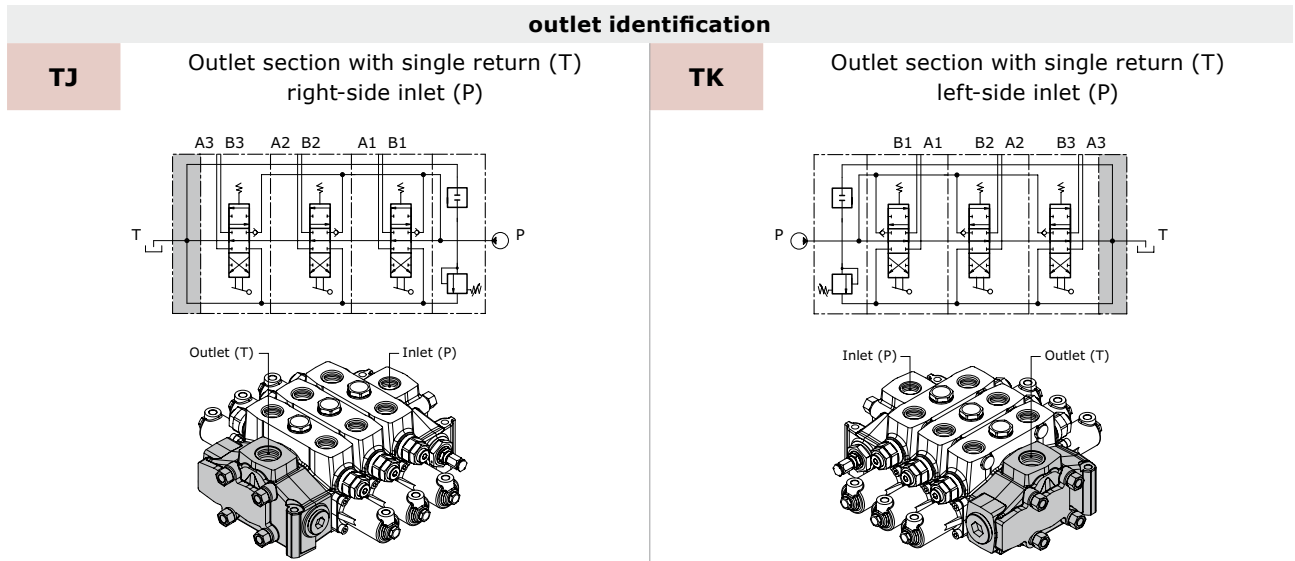 outlet identification
TJ
Outlet section with single return (T)
right-side inlet (P)
A3 B3 A2 B2 A1 B1
T
P
Outlet (T)
Inlet (P)
TK
Outlet section with single return (T)
left-side inlet (P)
B1 A1 B2 A2 B3 A3
P
T
Inlet (P)
Outlet (T)